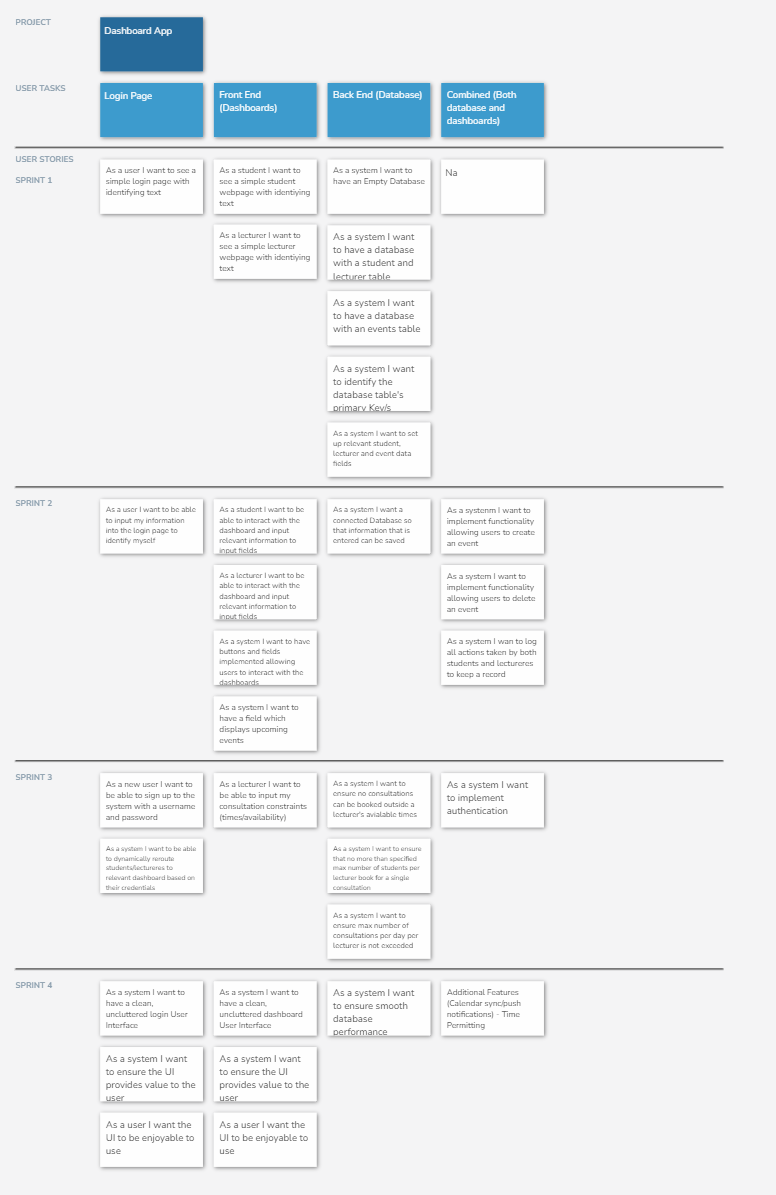 PROJECT
Dashboard App
USER TASKS
Login Page
Front End
(Dashboards)
Back End (Database)
Combined (Both
database and
dashboards)
USER STORIES
SPRINT 1
As a user I want to see a
simple login page with
identifying text
As a student I want to
see a simple student
webpage with identiying
text
As a system I want to
have an Empty Database
Na
As a lecturer I want to
see a simple lecturer
webpage with identiying
text
As a system I want
to have a database
with a student and
lecturer table
As a system I want
to have a database
with an events table
As a system I want
to identify the
database table's
primary Key/s
As a system I want to set
up relevant student,
lecturer and event data
fields
SPRINT 2
As a user I want to be able
to input my information
into the login page to
identify myself
As a student I want to be
able to interact with the
dashboard and input
relevant information to
input fields
As a system I want a
connected Database so
that information that is
entered can be saved
As a systenm I want to
implement functionality
allowing users to create
an event
As a lecturer I want to be
able to interact with the
dashboard and input
relevant information to
input fields
As a system I want to
implement functionality
allowing users to delete
an event
As a system I want to have
buttons and fields
implemented allowing
users to interact with the
dashboards
As a system I wan to log
all actions taken by both
students and lectureres
to keep a record
As a system I want to
have a field which
displays upcoming
events
SPRINT 3
As a new user I want to
be able to sign up to the
system with a username
and password
As a lecturer I want to
be able to input my
consultation constraints
(times/availability)
As a system I want to
ensure no consultations
can be booked outside a
lecturer's avialable times
As a system I want
to implement
authentication
As a system I want to be able
to dynamically reroute
students/lectureres to
relevant dashboard based on
their credentials
As a system I want to ensure
that no more than specified
max number of students per
lecturer book for a single
consultation
As a system I want to
ensure max number of
consultations per day per
lecturer is not exceeded
SPRINT 4
As a system I want to
have a clean,
uncluttered login User
Interface
As a system I want to
have a clean,
uncluttered dashboard
User Interface
As a system I want
to ensure smooth
database
performance
Additional Features
(Calendar sync/push
notifications) - Time
Permitting
As a system I want
to ensure the UI
provides value to the
user
As a system I want
to ensure the UI
provides value to the
user
As a user I want the
UI to be enjoyable to
use
As a user I want the
UI to be enjoyable to
use